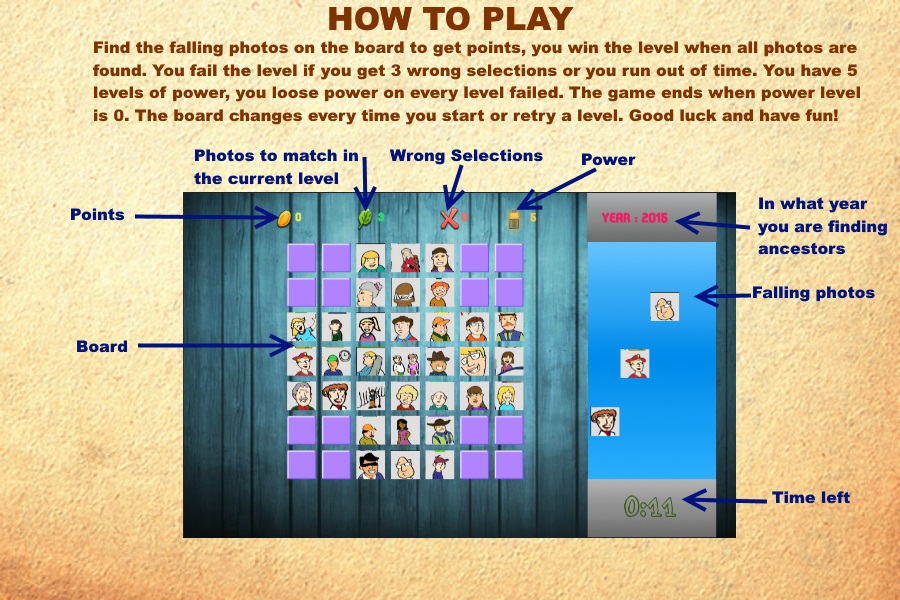 HOW TO PLAY
Find the falling photos on the board to get points, you win the level when all photos are
found. You fail the level if you get 3 wrong selections or you run out of time. You have 5
levels of power, you loose power on every level failed. The game ends when power level
is 0. The board changes every time you start or retry a level. Good luck and have fun!
Photos to match in
the current level
Wrong Selections
Power
Points
0
3
0
5
YEAR : 2015
In what year
you are finding
ancestors
Falling photos
Board
0:11
Time left